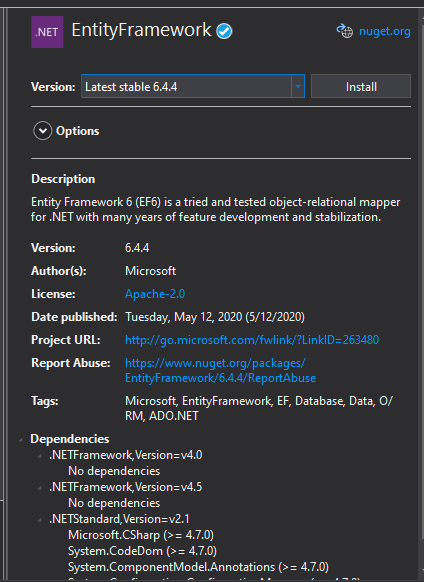 .NET EntityFramework nuget.org
Version: Latest stable 6.4.4 Install
Options
Description
Entity Framework 6 (EF6) is a tried and tested object-relational mapper
for .NET with many years of feature development and stabilization.
Version: 6.4.4
Author(s): Microsoft
License: Apache-2.0
Date published: Tuesday, May 12, 2020 (5/12/2020)
Project URL: http://go.microsoft.com/fwlink/?LinkID=263480
Report Abuse: https://www.nuget.org/packages/
EntityFramework/6.4.4/ReportAbuse
Tags: Microsoft, EntityFramework, EF, Database, Data, O/
RM, ADO.NET
Dependencies
.NETFramework,Version=v4.0
No dependencies
.NETFramework,Version=v4.5
No dependencies
.NETStandard,Version=v2.1
Microsoft.CSharp (>= 4.7.0)
System.CodeDom (>= 4.7.0)
System.ComponentModel.Annotations (>= 4.7.0)
System.Configuration.ConfigurationManager (>= 4.7.0)